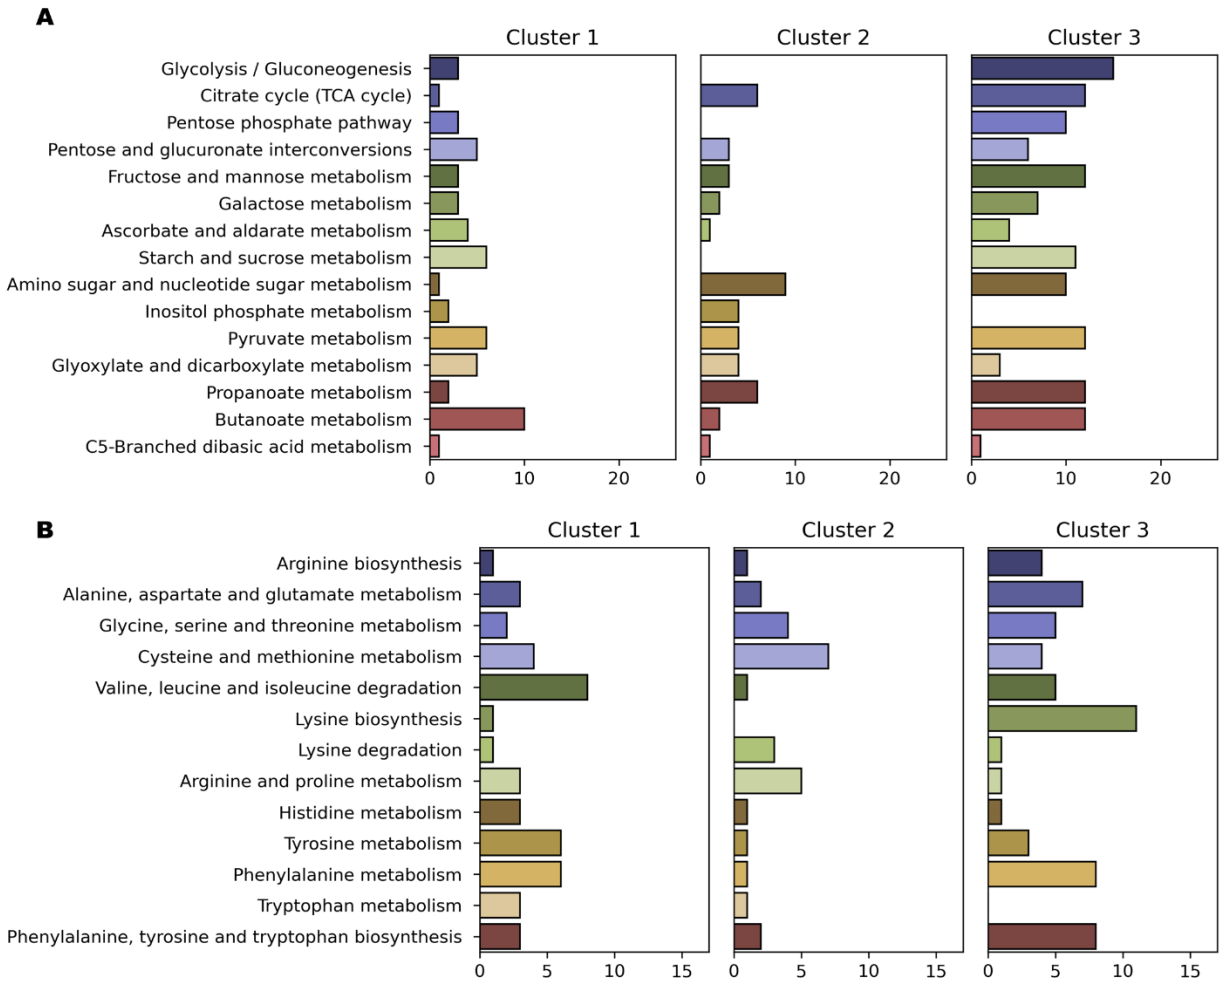 A
Cluster 1
Cluster 2
Cluster 3
Glycolysis / Gluconeogenesis
Citrate cycle (TCA cycle)
Pentose phosphate pathway
Pentose and glucuronate interconversions
Fructose and mannose metabolism
Galactose metabolism
Ascorbate and aldarate metabolism
Starch and sucrose metabolism
Amino sugar and nucleotide sugar metabolism
Inositol phosphate metabolism
Pyruvate metabolism
Glyoxylate and dicarboxylate metabolism
Propanoate metabolism
Butanoate metabolism
C5-Branched dibasic acid metabolism
0 10 20
0 10 20
0 10 20
B
Cluster 1
Cluster 2
Cluster 3
Arginine biosynthesis
Alanine, aspartate and glutamate metabolism
Glycine, serine and threonine metabolism
Cysteine and methionine metabolism
Valine, leucine and isoleucine degradation
Lysine biosynthesis
Lysine degradation
Arginine and proline metabolism
Histidine metabolism
Tyrosine metabolism
Phenylalanine metabolism
Tryptophan metabolism
Phenylalanine, tyrosine and tryptophan biosynthesis
0 5 10 15
0 5 10 15
0 5 10 15